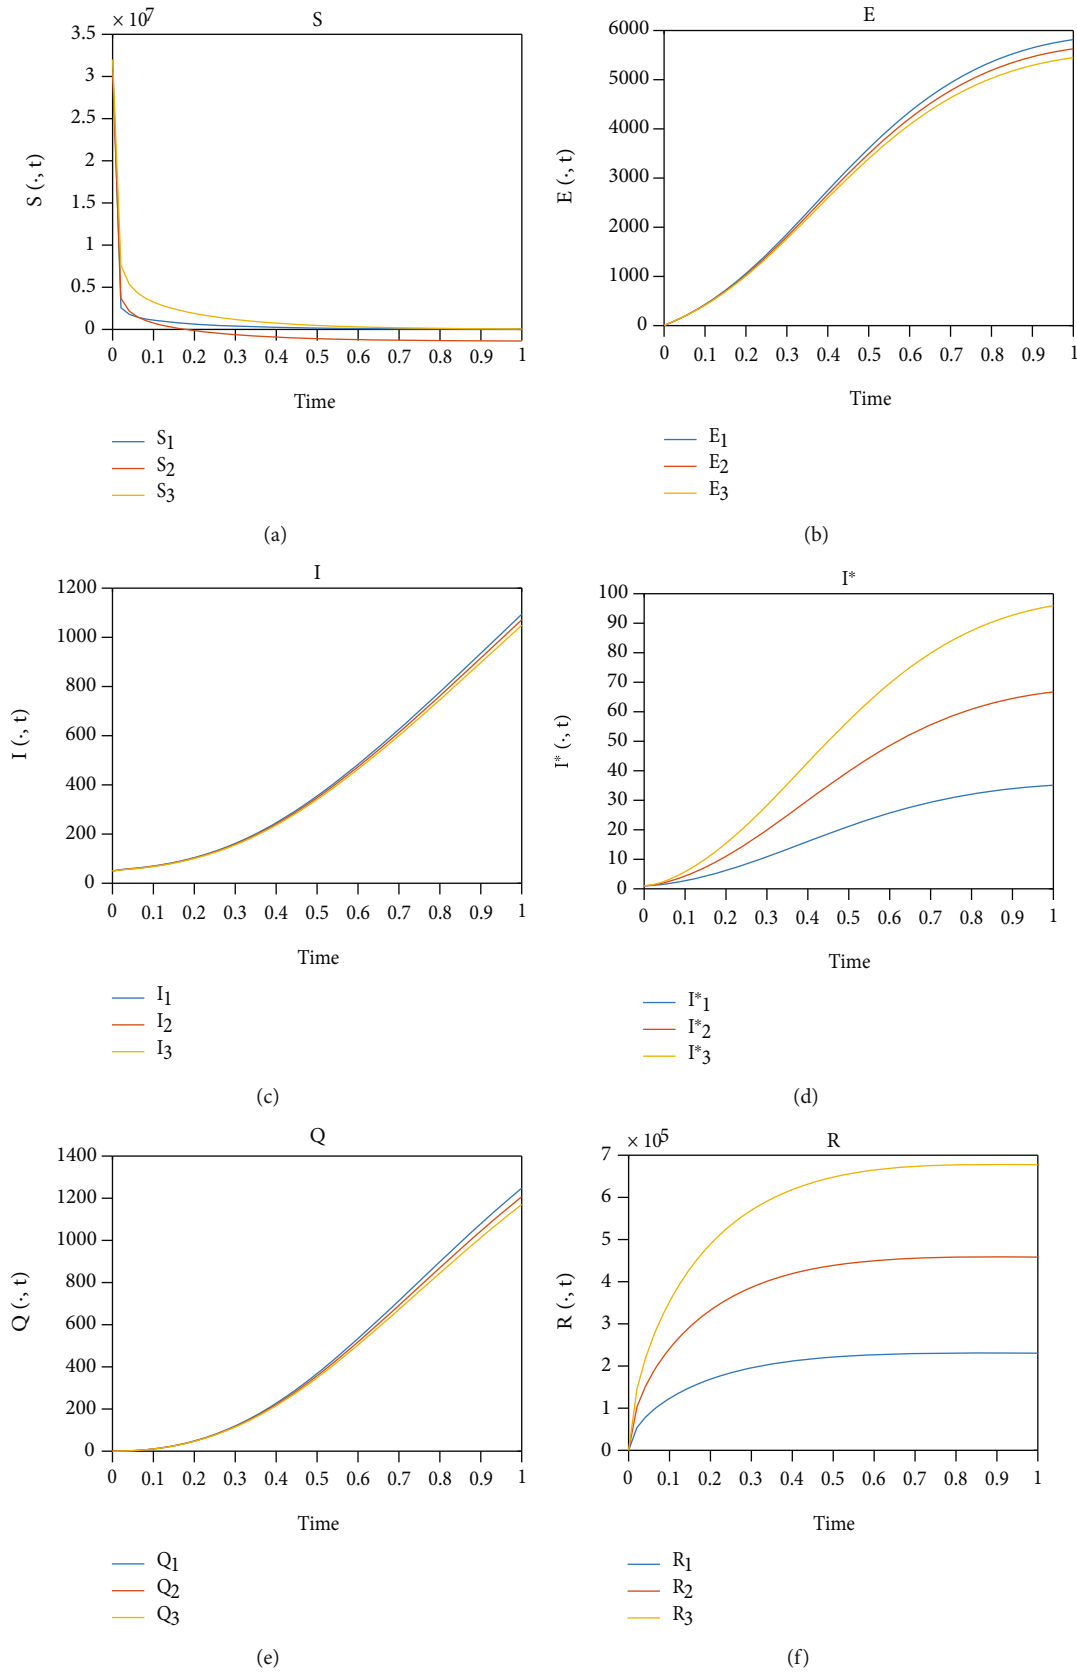 × 10⁷
S
3.5
3
2.5
2
1.5
1
0.5
0
0 0.1 0.2 0.3 0.4 0.5 0.6 0.7 0.8 0.9 1
S (·, t)
Time
S1
S2
S3
(a)
E
6000
5000
4000
3000
2000
1000
0
0 0.1 0.2 0.3 0.4 0.5 0.6 0.7 0.8 0.9 1
E (·, t)
Time
E1
E2
E3
(b)
I
1200
1000
800
600
400
200
0
0 0.1 0.2 0.3 0.4 0.5 0.6 0.7 0.8 0.9 1
I (·, t)
Time
I1
I2
I3
(c)
I*
100
90
80
70
60
50
40
30
20
10
0
0 0.1 0.2 0.3 0.4 0.5 0.6 0.7 0.8 0.9 1
I* (·, t)
Time
I*1
I*2
I*3
(d)
Q
1400
1200
1000
800
600
400
200
0
0 0.1 0.2 0.3 0.4 0.5 0.6 0.7 0.8 0.9 1
Q (·, t)
Time
Q1
Q2
Q3
(e)
× 10⁵
R
7
6
5
4
3
2
1
0
0 0.1 0.2 0.3 0.4 0.5 0.6 0.7 0.8 0.9 1
R (·, t)
Time
R1
R2
R3
(f)